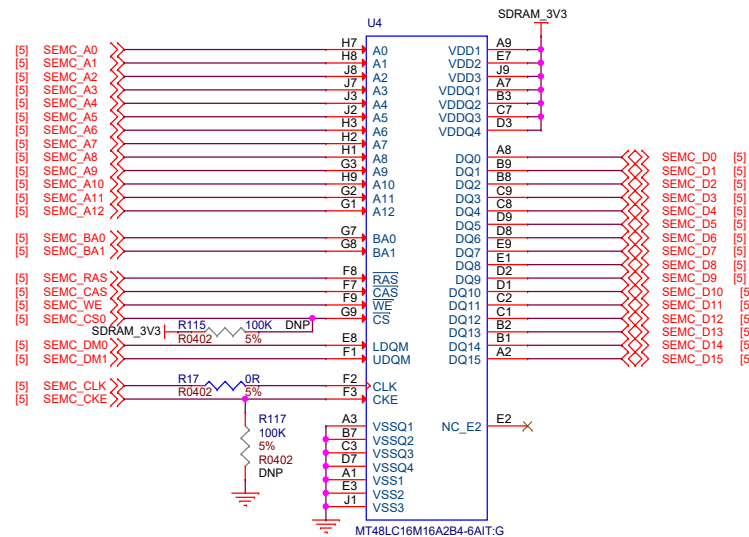 SDRAM_3V3
U4
[5] SEMC_A0 H7 A0 VDD1 A9
[5] SEMC_A1 H8 A1 VDD2 E7
[5] SEMC_A2 J8 A2 VDD3 J9
[5] SEMC_A3 J7 A3 VDDQ1 A7
[5] SEMC_A4 J3 A4 VDDQ2 B3
[5] SEMC_A5 J2 A5 VDDQ3 C7
[5] SEMC_A6 H3 A6 VDDQ4 D3
[5] SEMC_A7 H2 A7
[5] SEMC_A8 H1 A8 DQ0 A8 SEMC_D0 [5]
[5] SEMC_A9 G3 A9 DQ1 B9 SEMC_D1 [5]
[5] SEMC_A10 H9 A10 DQ2 B8 SEMC_D2 [5]
[5] SEMC_A11 G2 A11 DQ3 C9 SEMC_D3 [5]
[5] SEMC_A12 G1 A12 DQ4 C8 SEMC_D4 [5]
DQ5 D9 SEMC_D5 [5]
[5] SEMC_BA0 G7 BA0 DQ6 D8 SEMC_D6 [5]
[5] SEMC_BA1 G8 BA1 DQ7 E9 SEMC_D7 [5]
DQ8 E1 SEMC_D8 [5]
[5] SEMC_RAS F8 RAS DQ9 D2 SEMC_D9 [5]
[5] SEMC_CAS F7 CAS DQ10 D1 SEMC_D10 [5
[5] SEMC_WE F9 WE DQ11 C2 SEMC_D11 [5
[5] SEMC_CS0 G9 CS DQ12 C1 SEMC_D12 [5
SDRAM_3V3 R115 100K DNP DQ13 B2 SEMC_D13 [5
R0402 5%
[5] SEMC_DM0 E8 LDQM DQ14 B1 SEMC_D14 [5
[5] SEMC_DM1 F1 UDQM DQ15 A2 SEMC_D15 [5
R17 0R
[5] SEMC_CLK F2 CLK
R0402 5%
[5] SEMC_CKE F3 CKE
R117
100K
5%
R0402
DNP
A3 VSSQ1 NC_E2 E2
B7 VSSQ2
C3 VSSQ3
D7 VSSQ4
A1 VSS1
E3 VSS2
J1 VSS3
MT48LC16M16A2B4-6AIT:G